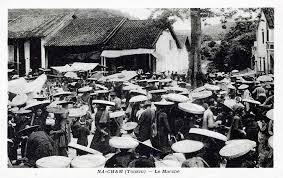 NA-CHAM (TONKIN) — LE MARCHÉ